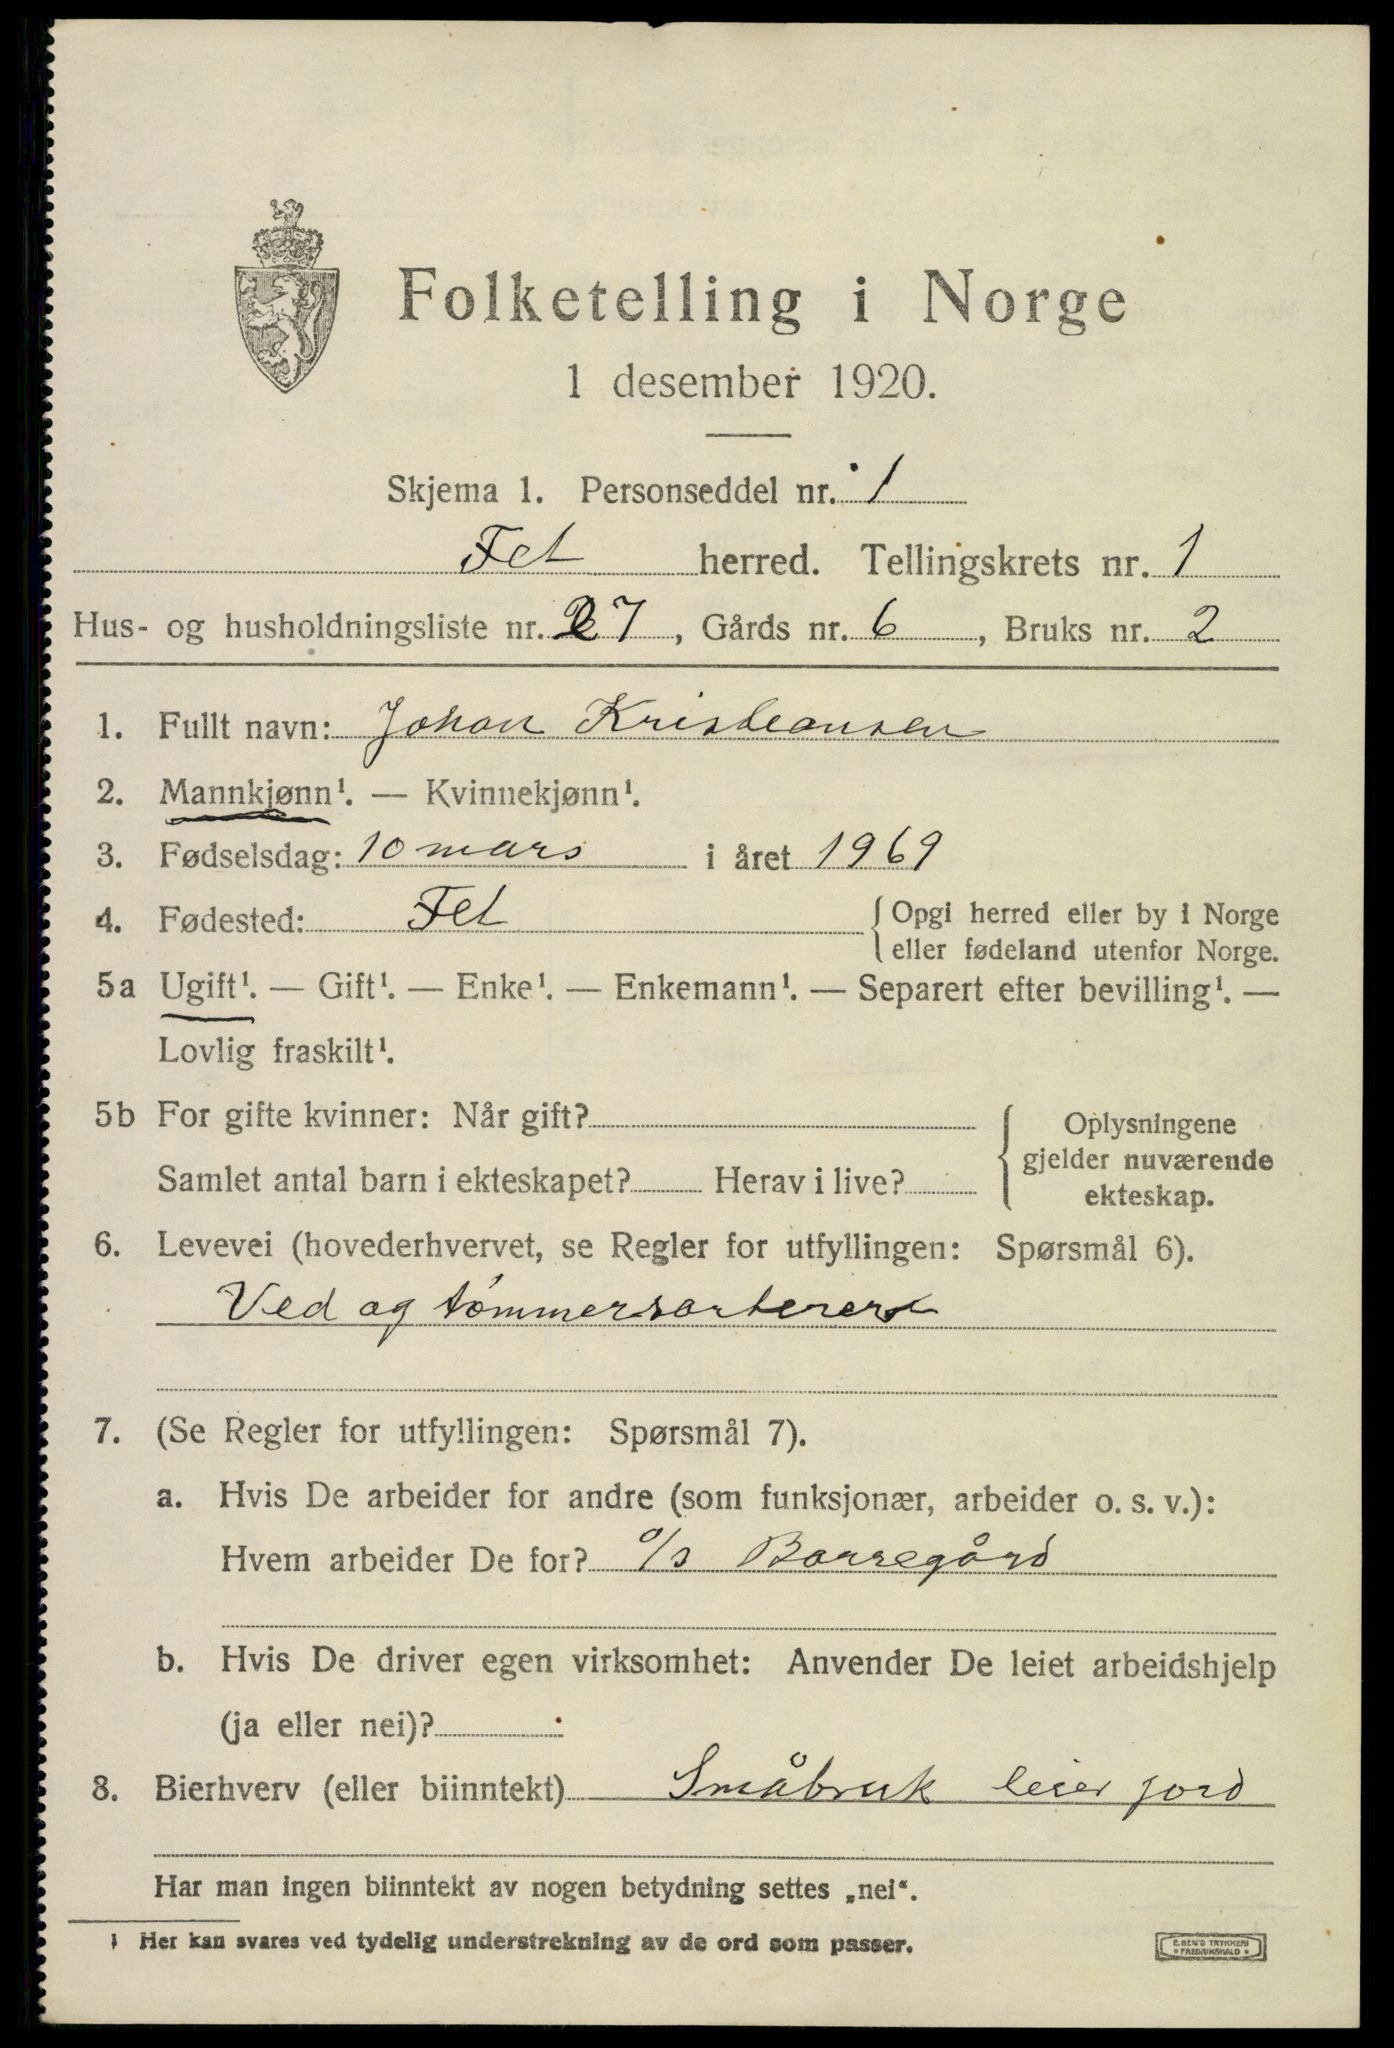 Folketelling i Norge
1 desember 1920.
Skjema 1. Personseddel nr. 1
Fet herred. Tellingskrets nr. 1
Hus- og husholdningsliste nr. 27, Gårds nr. 6, Bruks nr. 2
1. Fullt navn: Johan Kristeansen
2. Mannkjønn¹. — Kvinnekjønn¹.
3. Fødselsdag: 10 mars i året 1969
4. Fødested: Fet {Opgi herred eller by i Norge
eller fødeland utenfor Norge.
5a Ugift¹. — Gift¹. — Enke¹. — Enkemann¹. — Separert efter bevilling¹. —
Lovlig fraskilt¹.
5b For gifte kvinner: Når gift?
Samlet antal barn i ekteskapet? Herav i live?
{Oplysningene
gjelder nuværende
ekteskap.
6. Levevei (hovederhvervet, se Regler for utfyllingen: Spørsmål 6).
Ved og tømmersorterer
7. (Se Regler for utfyllingen: Spørsmål 7).
a. Hvis De arbeider for andre (som funksjonær, arbeider o. s. v.):
Hvem arbeider De for? Borregård
b. Hvis De driver egen virksomhet: Anvender De leiet arbeidshjelp
(ja eller nei)?
8. Bierhverv (eller biinntekt) Småbruk leier jord
Har man ingen biinntekt av nogen betydning settes „nei“.
1 Her kan svares ved tydelig understrekning av de ord som passer.
E. SEM'S TRYKKERI
• FREDRIKSHALD •